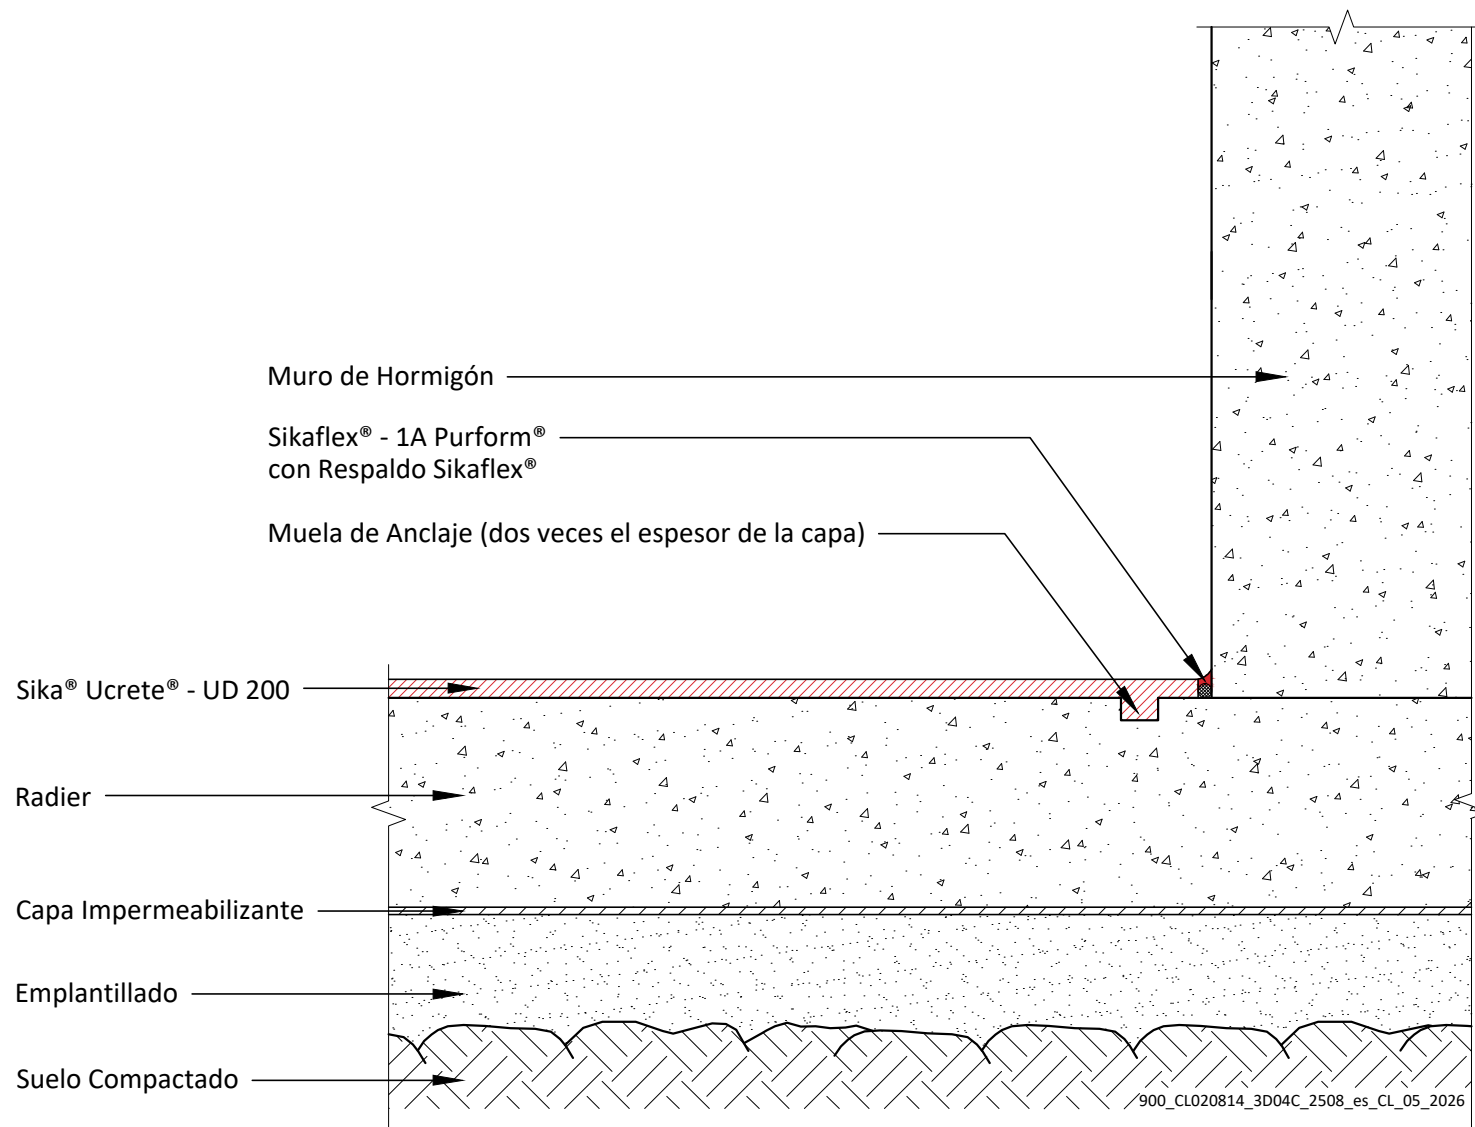 Muro de Hormigón
Sikaflex® - 1A Purform®
con Respaldo Sikaflex®
Muela de Anclaje (dos veces el espesor de la capa)
Sika® Ucrete® - UD 200
Radier
Capa Impermeabilizante
Emplantillado
Suelo Compactado
900_CL020814_3D04C_2508_es_CL_05_2026